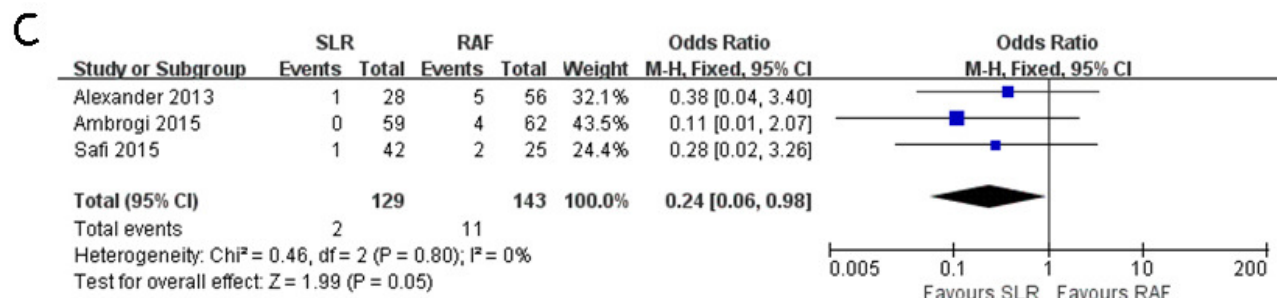 C
SLR RAF Odds Ratio Odds Ratio
Study or Subgroup Events Total Events Total Weight M-H, Fixed, 95% CI M-H, Fixed, 95% CI
Alexander 2013 1 28 5 56 32.1% 0.38 [0.04, 3.40]
Ambrogi 2015 0 59 4 62 43.5% 0.11 [0.01, 2.07]
Safi 2015 1 42 2 25 24.4% 0.28 [0.02, 3.26]
Total (95% CI) 129 143 100.0% 0.24 [0.06, 0.98]
Total events 2 11
Heterogeneity: Chi² = 0.46, df = 2 (P = 0.80); I² = 0%
Test for overall effect: Z = 1.99 (P = 0.05)
0.005 0.1 1 10 200
Favours SLR Favours RAF